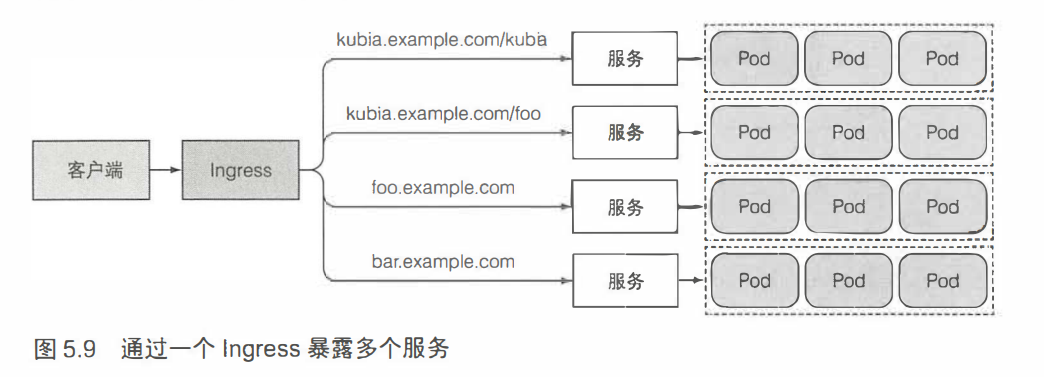 kubia.example.com/kuba
服务
Pod Pod Pod
kubia.example.com/foo
服务
Pod Pod Pod
客户端
Ingress
foo.example.com
服务
Pod Pod Pod
bar.example.com
服务
Pod Pod Pod
图 5.9 通过一个 Ingress 暴露多个服务